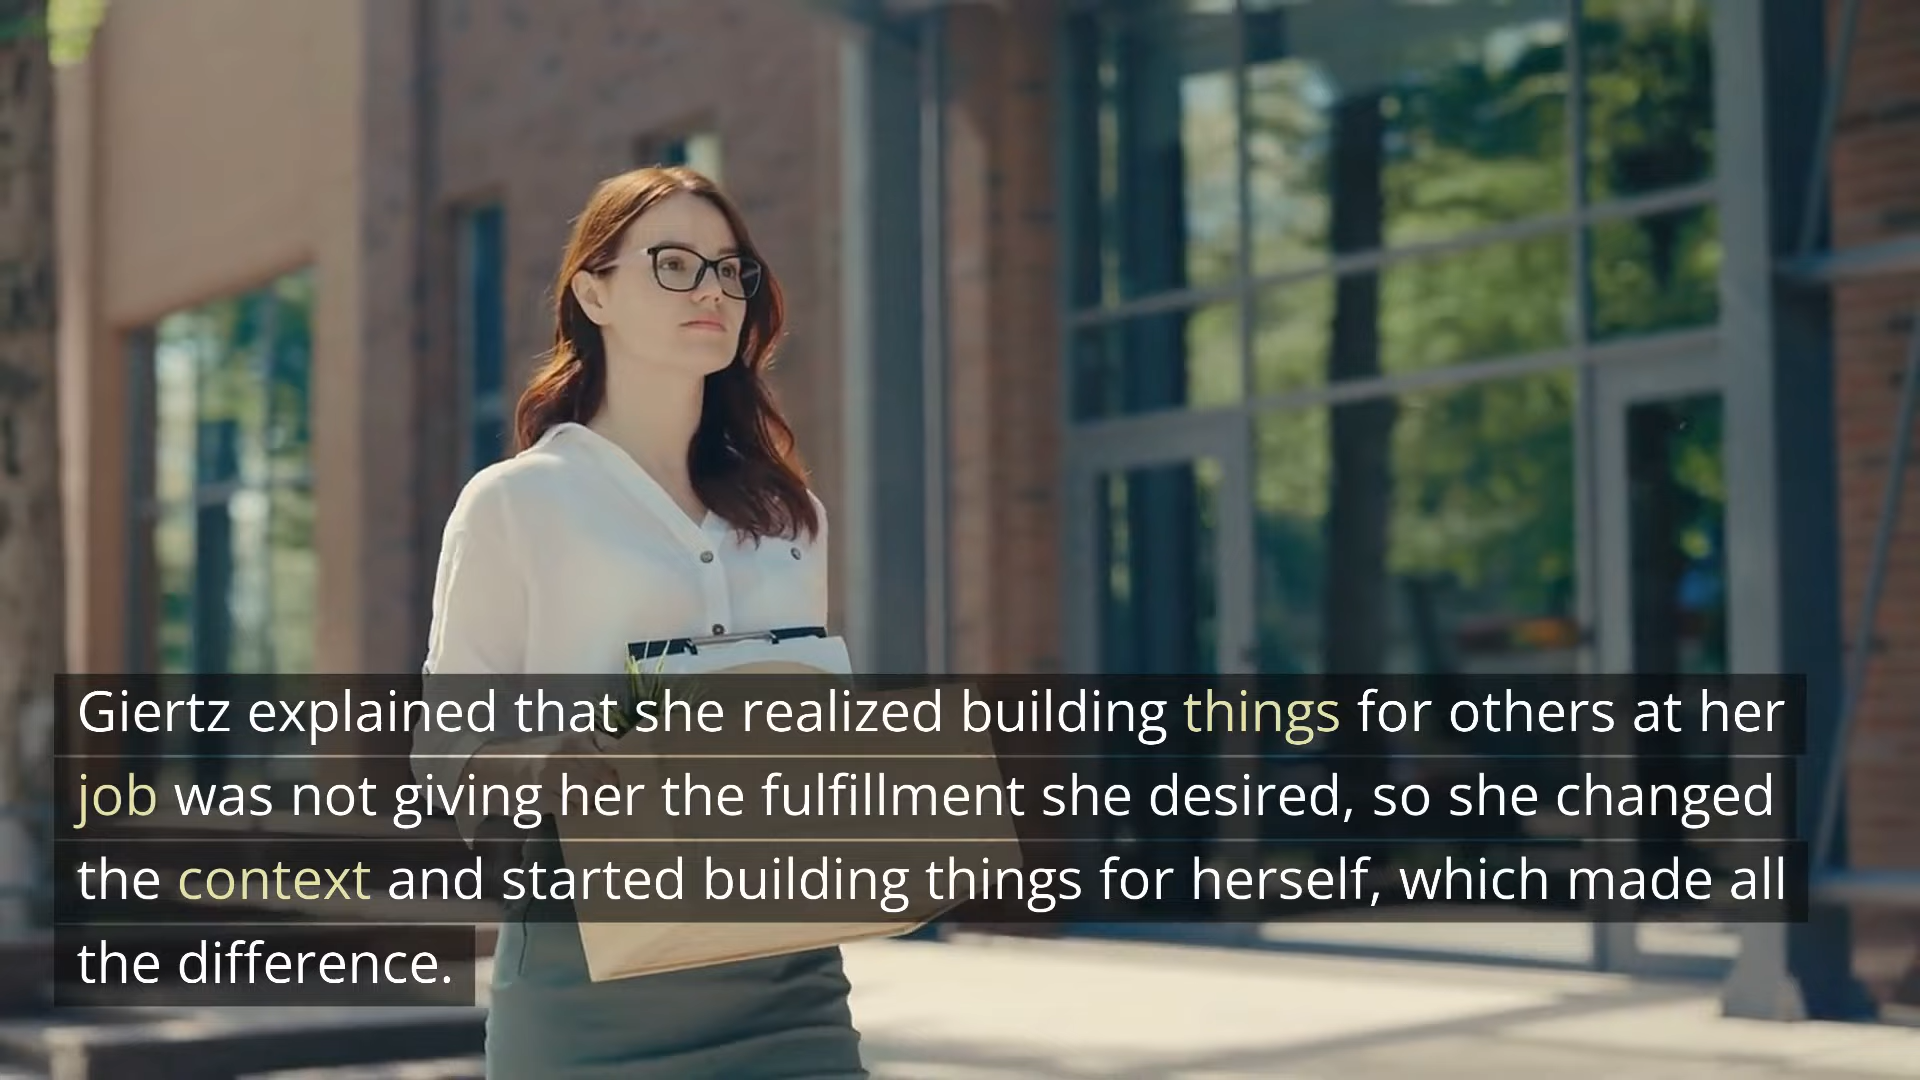 Giertz explained that she realized building things for others at her
job was not giving her the fulfillment she desired, so she changed
the context and started building things for herself, which made all
the difference.